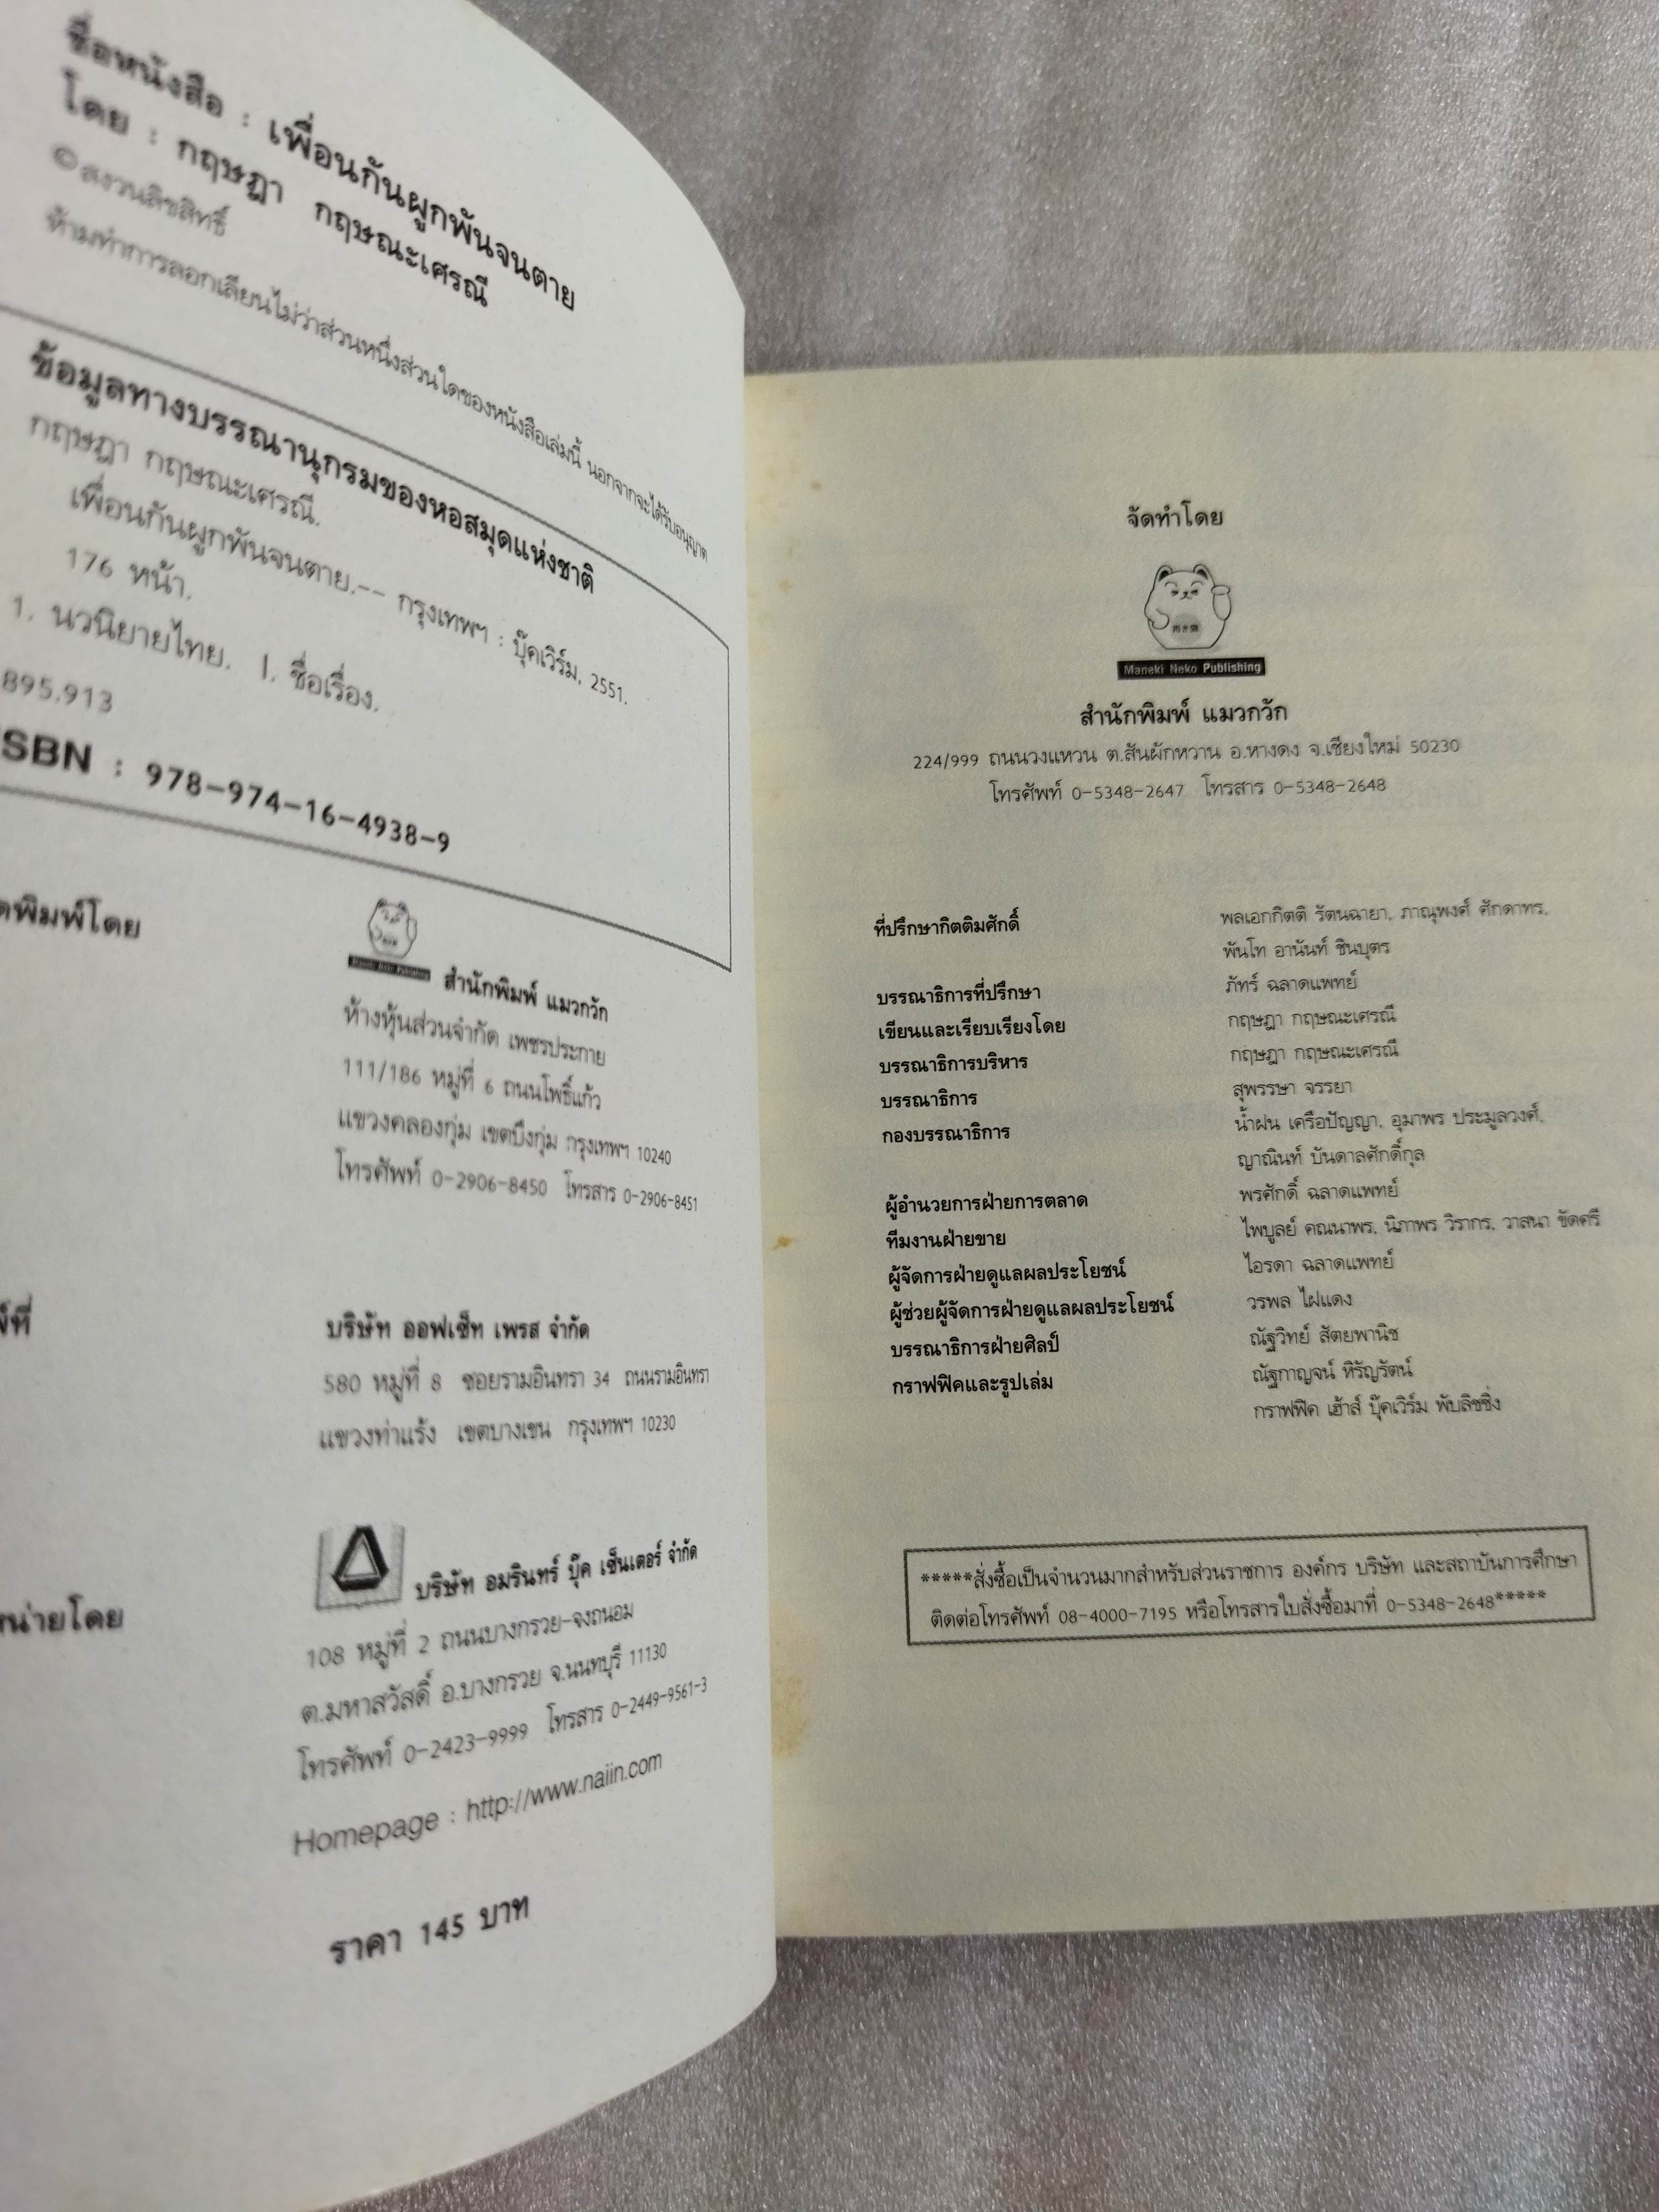 ชื่อหนังสือ : เพื่อนกันผูกพันจนตาย
โดย : กฤษฎา กฤษณะเศรณี
©สงวนลิขสิทธิ์
ห้ามทำการลอกเลียนไม่ว่าส่วนหนึ่งส่วนใดของหนังสือเล่มนี้ นอกจากจะได้รับอนุญาต
ข้อมูลทางบรรณานุกรมของหอสมุดแห่งชาติ
กฤษฎา กฤษณะเศรณี.
เพื่อนกันผูกพันจนตาย.-- กรุงเทพฯ : บุ๊คเวิร์ม, 2551.
176 หน้า.
1. นวนิยายไทย. I. ชื่อเรื่อง.
895.913
SBN : 978-974-16-4938-9
ดพิมพ์โดย
Maneki Neko Publishing
สำนักพิมพ์ แมวกวัก
ห้างหุ้นส่วนจำกัด เพชรประกาย
111/186 หมู่ที่ 6 ถนนโพธิ์แก้ว
แขวงคลองกุ่ม เขตบึงกุ่ม กรุงเทพฯ 10240
โทรศัพท์ 0-2906-8450 โทรสาร 0-2906-8451
พ์ที่
บริษัท ออฟเซ็ท เพรส จำกัด
580 หมู่ที่ 8 ซอยรามอินทรา 34 ถนนรามอินทรา
แขวงท่าแร้ง เขตบางเขน กรุงเทพฯ 10230
หน่ายโดย
บริษัท อมรินทร์ บุ๊ค เซ็นเตอร์ จำกัด
108 หมู่ที่ 2 ถนนบางกรวย-จงถนอม
ต.มหาสวัสดิ์ อ.บางกรวย จ.นนทบุรี 11130
โทรศัพท์ 0-2423-9999 โทรสาร 0-2449-9561-3
Homepage : http://www.naiin.com
ราคา 145 บาท
จัดทำโดย
Maneki Neko Publishing
สำนักพิมพ์ แมวกวัก
224/999 ถนนวงแหวน ต.สันผักหวาน อ.หางดง จ.เชียงใหม่ 50230
โทรศัพท์ 0-5348-2647 โทรสาร 0-5348-2648
ที่ปรึกษากิตติมศักดิ์ พลเอกกิตติ รัตนฉายา, ภาณุพงศ์ ศักดาทร,
พันโท อานันท์ ชินบุตร
บรรณาธิการที่ปรึกษา ภัทร์ ฉลาดแพทย์
เขียนและเรียบเรียงโดย กฤษฎา กฤษณะเศรณี
บรรณาธิการบริหาร กฤษฎา กฤษณะเศรณี
บรรณาธิการ สุพรรษา จรรยา
กองบรรณาธิการ น้ำฝน เครือปัญญา, อุมาพร ประมูลวงศ์,
ญาณินท์ บันดาลศักดิ์กุล
ผู้อำนวยการฝ่ายการตลาด พรศักดิ์ ฉลาดแพทย์
ทีมงานฝ่ายขาย ไพบูลย์ คณนาพร, นิภาพร วิรากร, วาสนา ขัดศรี
ผู้จัดการฝ่ายดูแลผลประโยชน์ ไอรดา ฉลาดแพทย์
ผู้ช่วยผู้จัดการฝ่ายดูแลผลประโยชน์ วรพล ไฝแดง
บรรณาธิการฝ่ายศิลป์ ณัฐวิทย์ สัตยพานิช
กราฟฟิคและรูปเล่ม ณัฐกาญจน์ หิรัญรัตน์
กราฟฟิค เฮ้าส์ บุ๊คเวิร์ม พับลิชชิ่ง
*****สั่งซื้อเป็นจำนวนมากสำหรับส่วนราชการ องค์กร บริษัท และสถาบันการศึกษา
ติดต่อโทรศัพท์ 08-4000-7195 หรือโทรสารใบสั่งซื้อมาที่ 0-5348-2648*****